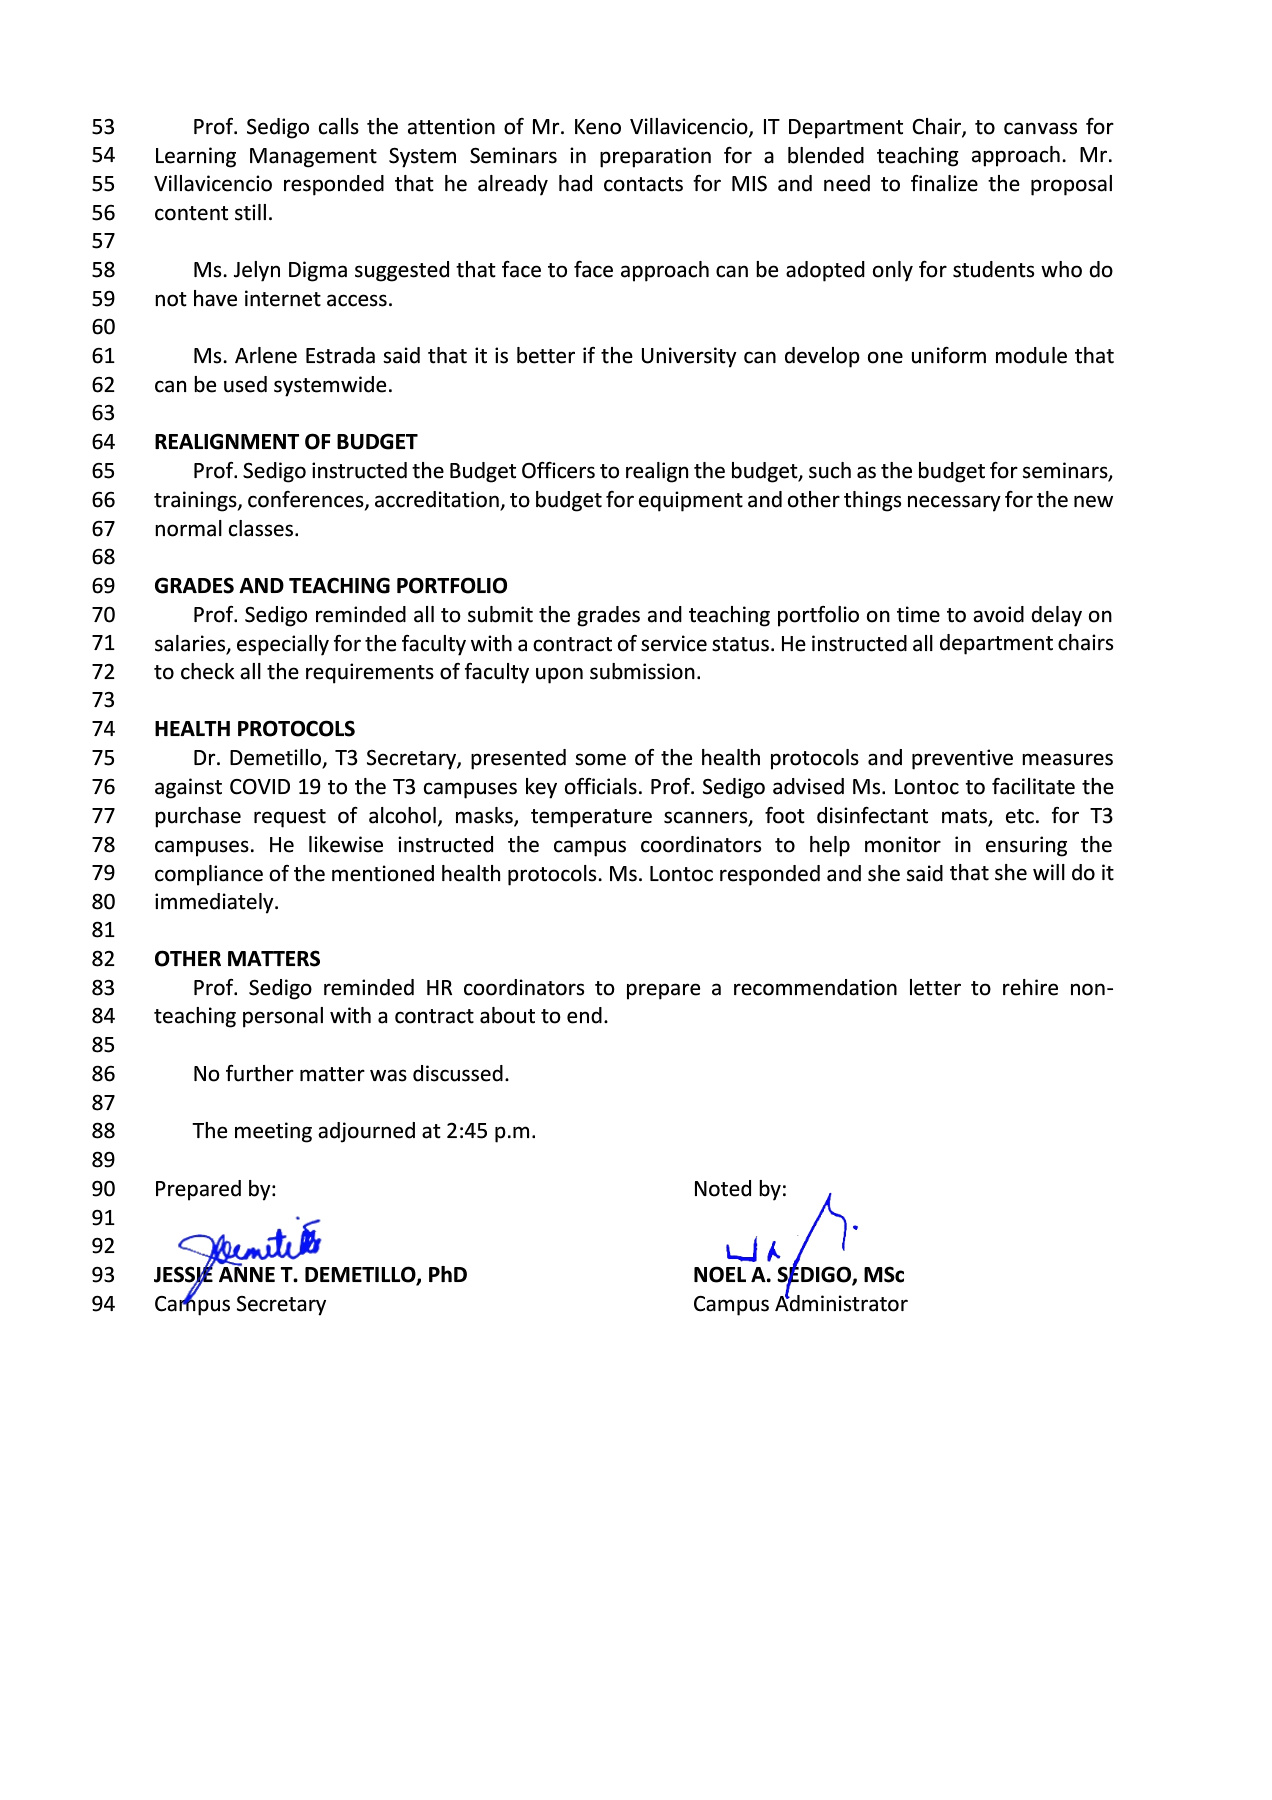 53 Prof. Sedigo calls the attention of Mr. Keno Villavicencio, IT Department Chair, to canvass for
54 Learning Management System Seminars in preparation for a blended teaching approach. Mr.
55 Villavicencio responded that he already had contacts for MIS and need to finalize the proposal
56 content still.
57
58 Ms. Jelyn Digma suggested that face to face approach can be adopted only for students who do
59 not have internet access.
60
61 Ms. Arlene Estrada said that it is better if the University can develop one uniform module that
62 can be used systemwide.
63
64 REALIGNMENT OF BUDGET
65 Prof. Sedigo instructed the Budget Officers to realign the budget, such as the budget for seminars,
66 trainings, conferences, accreditation, to budget for equipment and other things necessary for the new
67 normal classes.
68
69 GRADES AND TEACHING PORTFOLIO
70 Prof. Sedigo reminded all to submit the grades and teaching portfolio on time to avoid delay on
71 salaries, especially for the faculty with a contract of service status. He instructed all department chairs
72 to check all the requirements of faculty upon submission.
73
74 HEALTH PROTOCOLS
75 Dr. Demetillo, T3 Secretary, presented some of the health protocols and preventive measures
76 against COVID 19 to the T3 campuses key officials. Prof. Sedigo advised Ms. Lontoc to facilitate the
77 purchase request of alcohol, masks, temperature scanners, foot disinfectant mats, etc. for T3
78 campuses. He likewise instructed the campus coordinators to help monitor in ensuring the
79 compliance of the mentioned health protocols. Ms. Lontoc responded and she said that she will do it
80 immediately.
81
82 OTHER MATTERS
83 Prof. Sedigo reminded HR coordinators to prepare a recommendation letter to rehire non-
84 teaching personal with a contract about to end.
85
86 No further matter was discussed.
87
88 The meeting adjourned at 2:45 p.m.
89
90 Prepared by: Noted by:
91
92
93 JESSIE ANNE T. DEMETILLO, PhD NOEL A. SEDIGO, MSc
94 Campus Secretary Campus Administrator